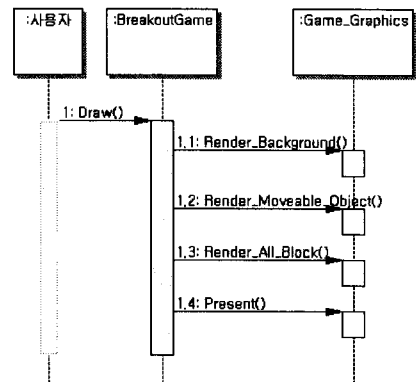 :사용자
:BreakoutGame
:Game_Graphics
1: Draw()
1.1: Render_Background()
1.2: Render_Moveable_Object()
1.3: Render_All_Block()
1.4: Present()